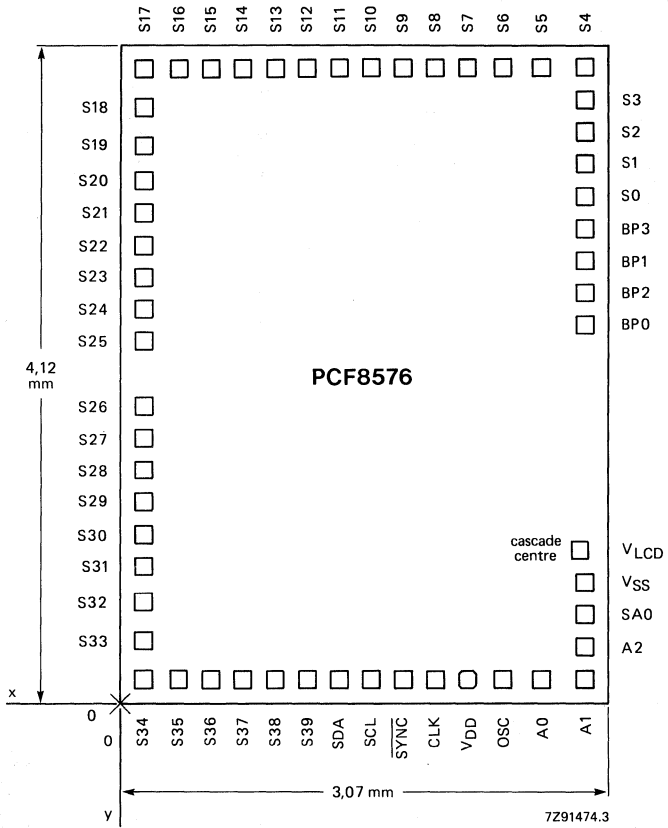 S17 S16 S15 S14 S13 S12 S11 S10 S9 S8 S7 S6 S5 S4
S18
S19
S20
S21
S22
S23
S24
S25
S26
S27
S28
S29
S30
S31
S32
S33
S3
S2
S1
S0
BP3
BP1
BP2
BP0
4,12
mm
PCF8576
cascade
centre
VLCD
VSS
SA0
A2
x
0
0
y
S34 S35 S36 S37 S38 S39 SDA SCL SYNC CLK VDD OSC A0 A1
3,07 mm
7Z91474.3